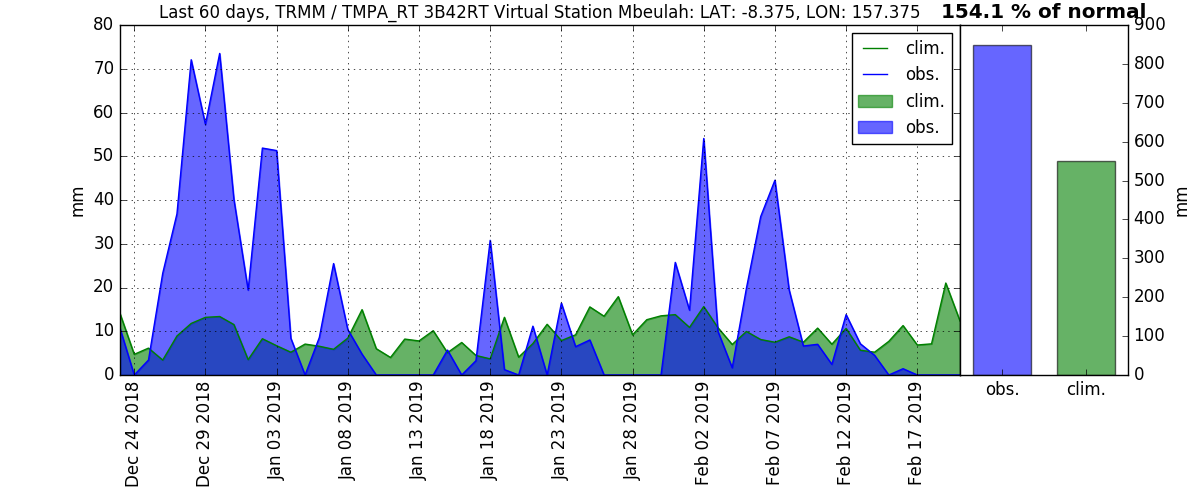 Last 60 days, TRMM / TMPA_RT 3B42RT Virtual Station Mbeulah: LAT: -8.375, LON: 157.375
154.1 % of normal
80
70
60
50
40
30
20
10
0
mm
clim.
obs.
clim.
obs.
Dec 24 2018
Dec 29 2018
Jan 03 2019
Jan 08 2019
Jan 13 2019
Jan 18 2019
Jan 23 2019
Jan 28 2019
Feb 02 2019
Feb 07 2019
Feb 12 2019
Feb 17 2019
900
800
700
600
500
400
300
200
100
0
mm
obs.
clim.